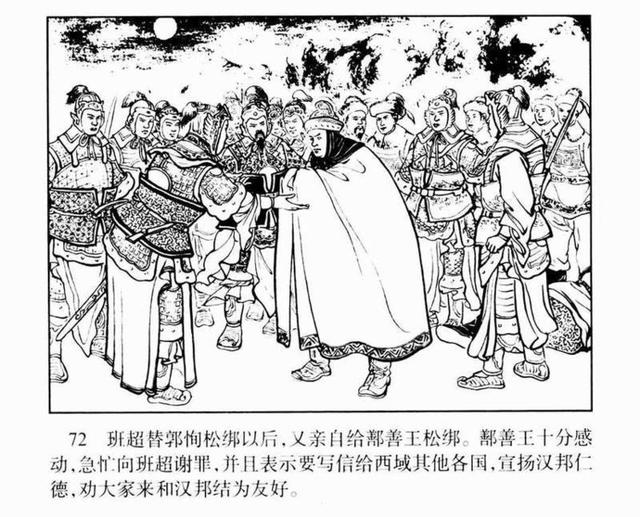 72 班超替郭恂松绑以后，又亲自给鄯善王松绑。鄯善王十分感
动，急忙向班超谢罪，并且表示要写信给西域其他各国，宣扬汉邦仁
德，劝大家来和汉邦结为友好。